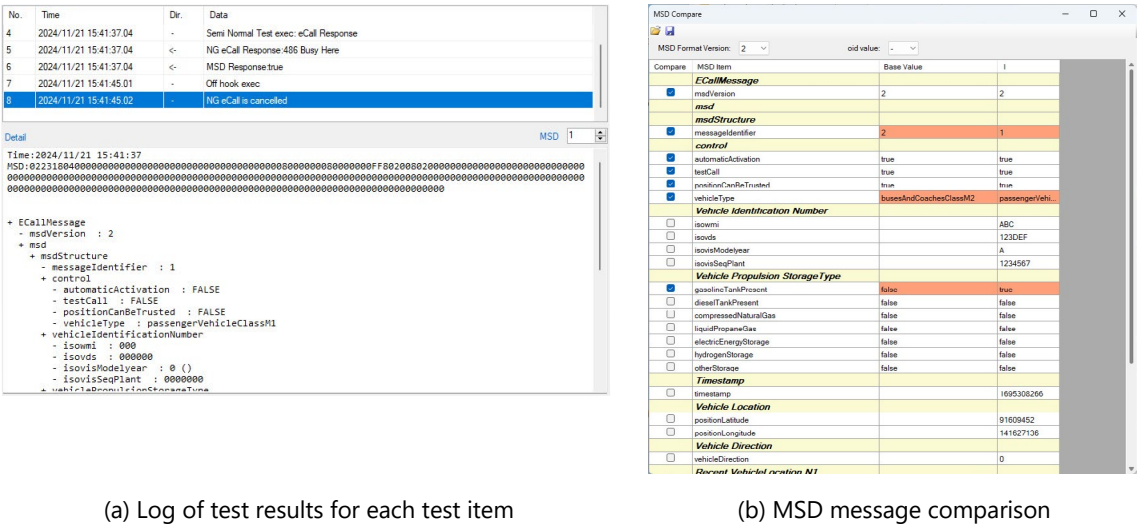 No. Time Dir. Data
4 2024/11/21 15:41:37.04 - Semi Normal Test exec: eCall Response
5 2024/11/21 15:41:37.04 <- NG eCall Response:486 Busy Here
6 2024/11/21 15:41:37.04 <- MSD Response:true
7 2024/11/21 15:41:45.01 - Off hook exec
8 2024/11/21 15:41:45.02 - NG eCall is cancelled
Detail MSD 1
Time:2024/11/21 15:41:37
+ ECallMessage
- msdVersion : 2
+ msd
+ msdStructure
- messageIdentifier : 1
+ control
- automaticActivation : FALSE
- testCall : FALSE
- positionCanBeTrusted : FALSE
- vehicleType : passengerVehicleClassM1
+ vehicleIdentificationNumber
- isowmi : 000
- isovds : 000000
- isovisModelyear : 0 ()
- isovisSeqPlant : 0000000
+ vehiclePropulsionStorageType
(a) Log of test results for each test item
MSD Compare
MSD Format Version: 2 oid value: -
Compare MSD Item Base Value 1
ECallMessage
msdVersion 2 2
msd
msdStructure
messageIdentifier 2 1
control
automaticActivation true true
testCall true true
positionCanBeTrusted true true
vehicleType busesAndCoachesClassM2 passengerVehi...
Vehicle Identification Number
isowmi ABC
isovds 123DEF
isovisModelyear A
isovisSeqPlant 1234567
Vehicle Propulsion StorageType
gasolineTankPresent false true
dieselTankPresent false false
compressedNaturalGas false false
liquidPropaneGas false false
electricEnergyStorage false false
hydrogenStorage false false
otherStorage false false
Timestamp
timestamp 1695308266
Vehicle Location
positionLatitude 91609452
positionLongitude 141627136
Vehicle Direction
vehicleDirection 0
Recent VehicleLocation N1
(b) MSD message comparison